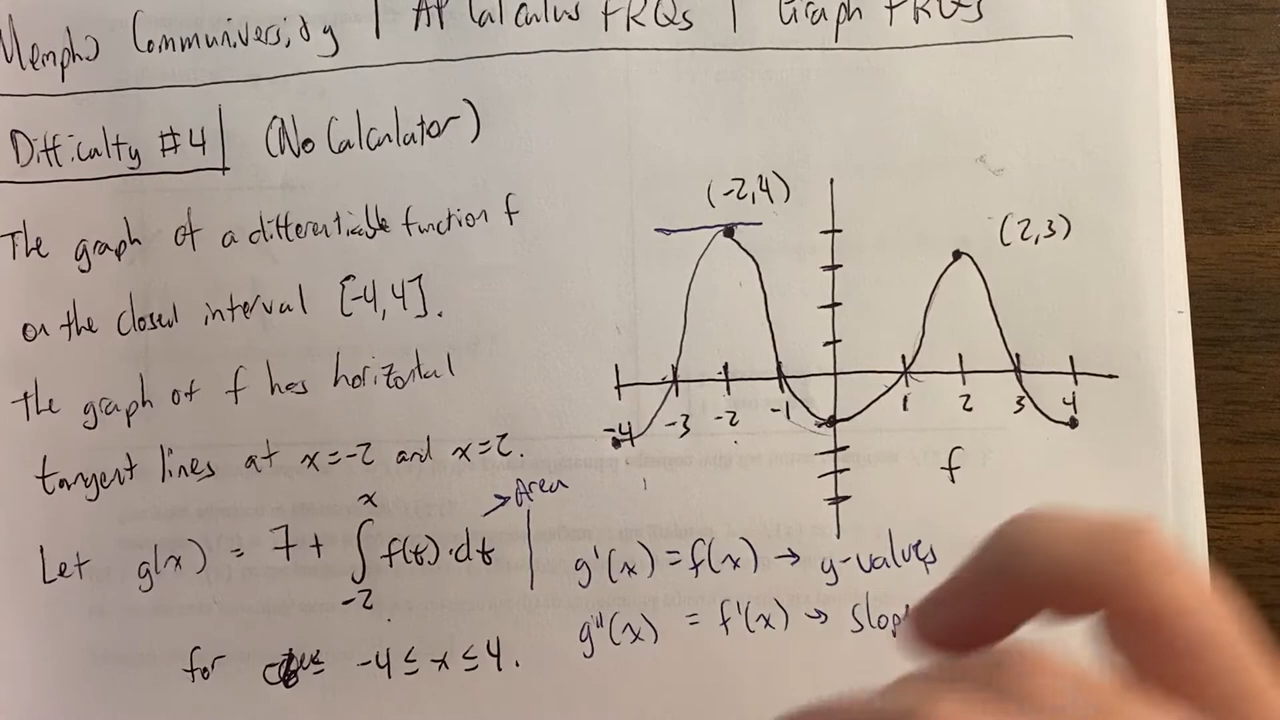 Memphis Communiversity | AP Calculus FRQs | Graph FRQs
Difficulty #4 (No Calculator)
The graph of a differentiable function f
on the closed interval [-4,4].
the graph of f has horizontal
tangent lines at x=-2 and x=2.
Let g(x) = 7 + ∫_{-2}^{x} f(t)·dt → Area
for -4 ≤ x ≤ 4.
g'(x) = f(x) → y-values
g''(x) = f'(x) → slop
(-2,4)
(2,3)
-4 -3 -2 -1 1 2 3 4
f